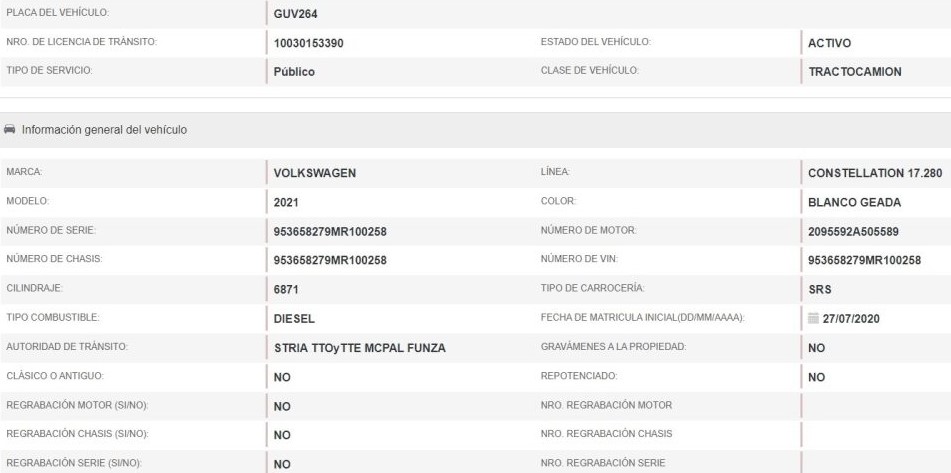 PLACA DEL VEHÍCULO: GUV264
NRO. DE LICENCIA DE TRÁNSITO: 10030153390 ESTADO DEL VEHÍCULO: ACTIVO
TIPO DE SERVICIO: Público CLASE DE VEHÍCULO: TRACTOCAMION
Información general del vehículo
MARCA: VOLKSWAGEN LÍNEA: CONSTELLATION 17.280
MODELO: 2021 COLOR: BLANCO GEADA
NÚMERO DE SERIE: 953658279MR100258 NÚMERO DE MOTOR: 2095592A505589
NÚMERO DE CHASIS: 953658279MR100258 NÚMERO DE VIN: 953658279MR100258
CILINDRAJE: 6871 TIPO DE CARROCERÍA: SRS
TIPO COMBUSTIBLE: DIESEL FECHA DE MATRICULA INICIAL(DD/MM/AAAA): 27/07/2020
AUTORIDAD DE TRÁNSITO: STRIA TTOyTTE MCPAL FUNZA GRAVÁMENES A LA PROPIEDAD: NO
CLÁSICO O ANTIGUO: NO REPOTENCIADO: NO
REGRABACIÓN MOTOR (SI/NO): NO NRO. REGRABACIÓN MOTOR
REGRABACIÓN CHASIS (SI/NO): NO NRO. REGRABACIÓN CHASIS
REGRABACIÓN SERIE (SI/NO): NO NRO. REGRABACIÓN SERIE